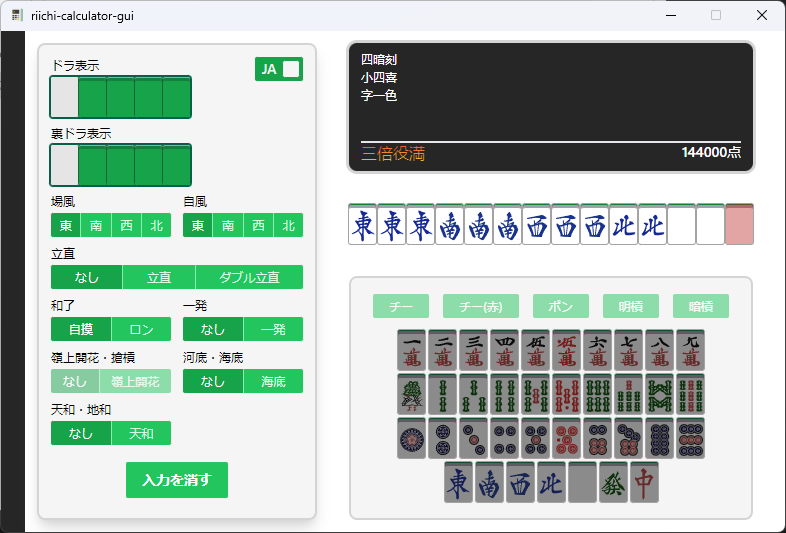 riichi-calculator-gui
ドラ表示
JA
裏ドラ表示
場風
自風
東 南 西 北
東 南 西 北
立直
なし 立直 ダブル立直
和了
一発
自摸 ロン
なし 一発
嶺上開花・搶槓
河底・海底
なし 嶺上開花
なし 海底
天和・地和
なし 天和
入力を消す
四暗刻
小四喜
字一色
三倍役満
144000点
東 東 東 南 南 南 西 西 西 北 北
チー チー(赤) ポン 明槓 暗槓
一萬 二萬 三萬 四萬 伍萬 伍萬 六萬 七萬 八萬 九萬
東 南 西 北 發 中